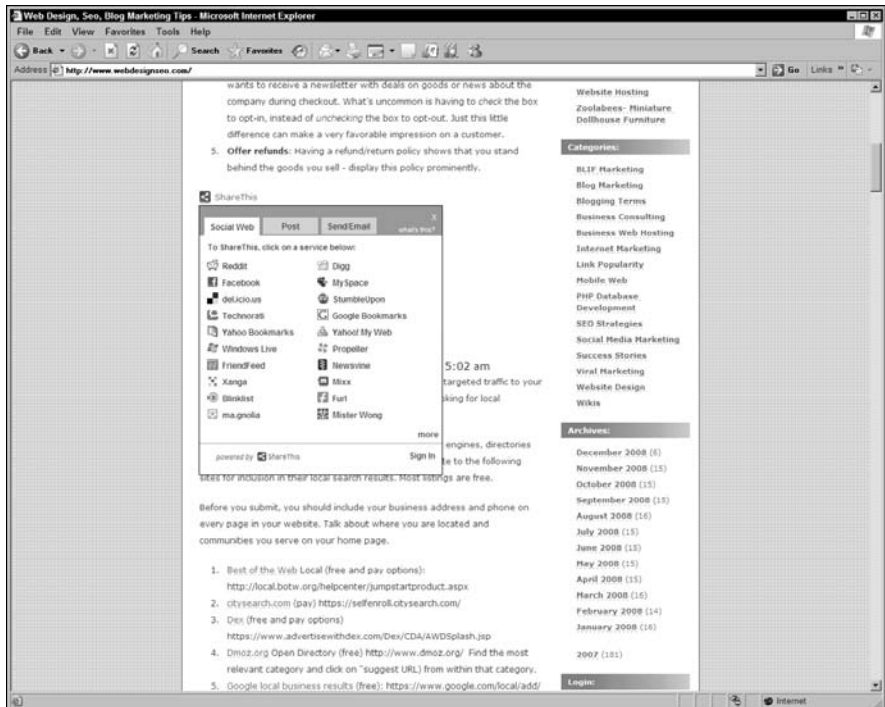 Web Design, Seo, Blog Marketing Tips - Microsoft Internet Explorer
File Edit View Favorites Tools Help
Back Search Favorites
Address http://www.webdesignseo.com/ Go Links »
wants to receive a newsletter with deals on goods or news about the
company during checkout. What's uncommon is having to check the box
to opt-in, instead of unchecking the box to opt-out. Just this little
difference can make a very favorable impression on a customer.
5. Offer refunds: Having a refund/return policy shows that you stand
behind the goods you sell - display this policy prominently.
ShareThis
X
Social Web Post Send/Email what's this?
To ShareThis, click on a service below:
Reddit Digg
Facebook MySpace
del.icio.us StumbleUpon
Technorati Google Bookmarks
Yahoo Bookmarks Yahoo! My Web
Windows Live Propeller
FriendFeed Newsvine
Xanga Mixx
Blinklist Furl
ma.gnolia Mister Wong
more
powered by ShareThis Sign In
5:02 am
targeted traffic to your
king for local
engines, directories
te to the following
sites for inclusion in their local search results. Most listings are free.
Before you submit, you should include your business address and phone on
every page in your website. Talk about where you are located and
communities you serve on your home page.
1. Best of the Web Local (free and pay options):
http://local.botw.org/helpcenter/jumpstartproduct.aspx
2. citysearch.com (pay) https://selfenroll.citysearch.com/
3. Dex (free and pay options)
https://www.advertisewithdex.com/Dex/CDA/AWDSplash.jsp
4. Dmoz.org Open Directory (free) http://www.dmoz.org/ Find the most
relevant category and click on "suggest URL) from within that category.
5. Google local business results (free): https://www.google.com/local/add/
Website Hosting
Zoolabees- Miniature
Dollhouse Furniture
Categories:
BLIF Marketing
Blog Marketing
Blogging Terms
Business Consulting
Business Web Hosting
Internet Marketing
Link Popularity
Mobile Web
PHP Database
Development
SEO Strategies
Social Media Marketing
Success Stories
Viral Marketing
Website Design
Wikis
Archives:
December 2008 (6)
November 2008 (15)
October 2008 (15)
September 2008 (15)
August 2008 (16)
July 2008 (15)
June 2008 (15)
May 2008 (15)
April 2008 (15)
March 2008 (16)
February 2008 (14)
January 2008 (16)
2007 (181)
Login:
Internet